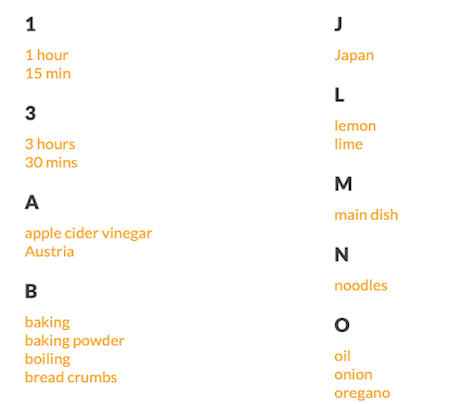 1
1 hour
15 min
3
3 hours
30 mins
A
apple cider vinegar
Austria
B
baking
baking powder
boiling
bread crumbs
J
Japan
L
lemon
lime
M
main dish
N
noodles
O
oil
onion
oregano